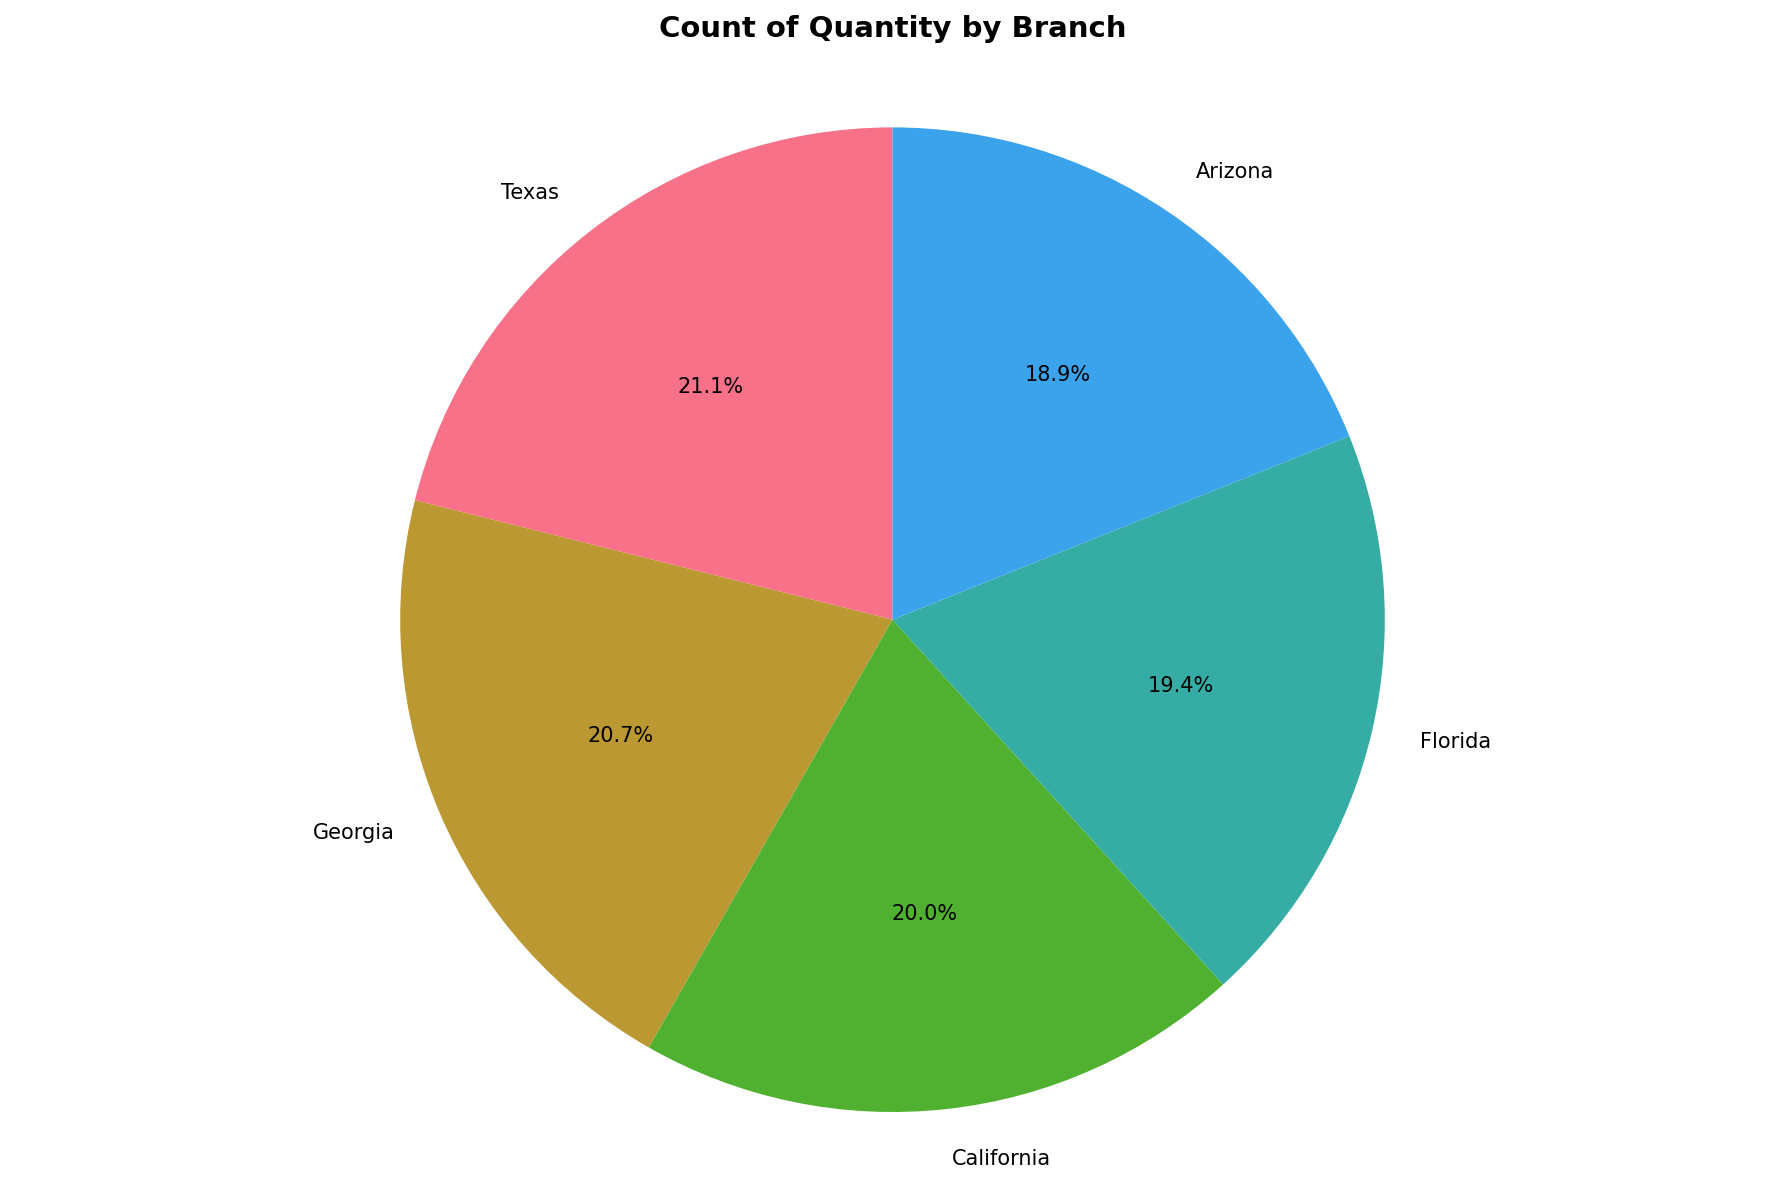 Count of Quantity by Branch
Arizona
Texas
18.9%
21.1%
19.4%
20.7%
Florida
Georgia
20.0%
California